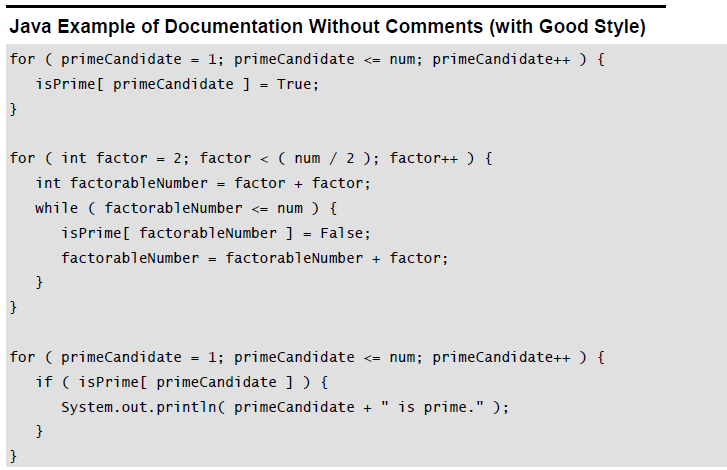 Java Example of Documentation Without Comments (with Good Style)
for ( primeCandidate = 1; primeCandidate <= num; primeCandidate++ ) {
   isPrime[ primeCandidate ] = True;
}

for ( int factor = 2; factor < ( num / 2 ); factor++ ) {
   int factorableNumber = factor + factor;
   while ( factorableNumber <= num ) {
      isPrime[ factorableNumber ] = False;
      factorableNumber = factorableNumber + factor;
   }
}

for ( primeCandidate = 1; primeCandidate <= num; primeCandidate++ ) {
   if ( isPrime[ primeCandidate ] ) {
      System.out.println( primeCandidate + " is prime." );
   }
}